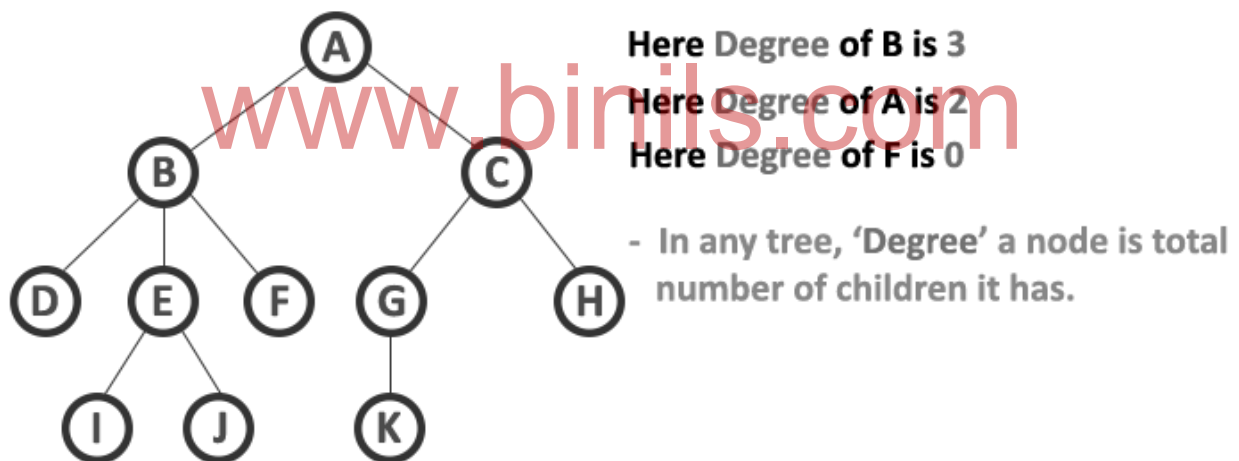 A
B
C
D
E
F
G
H
I
J
K
Here Degree of B is 3
Here Degree of A is 2
Here Degree of F is 0
- In any tree, ‘Degree’ a node is total
number of children it has.
www.binils.com